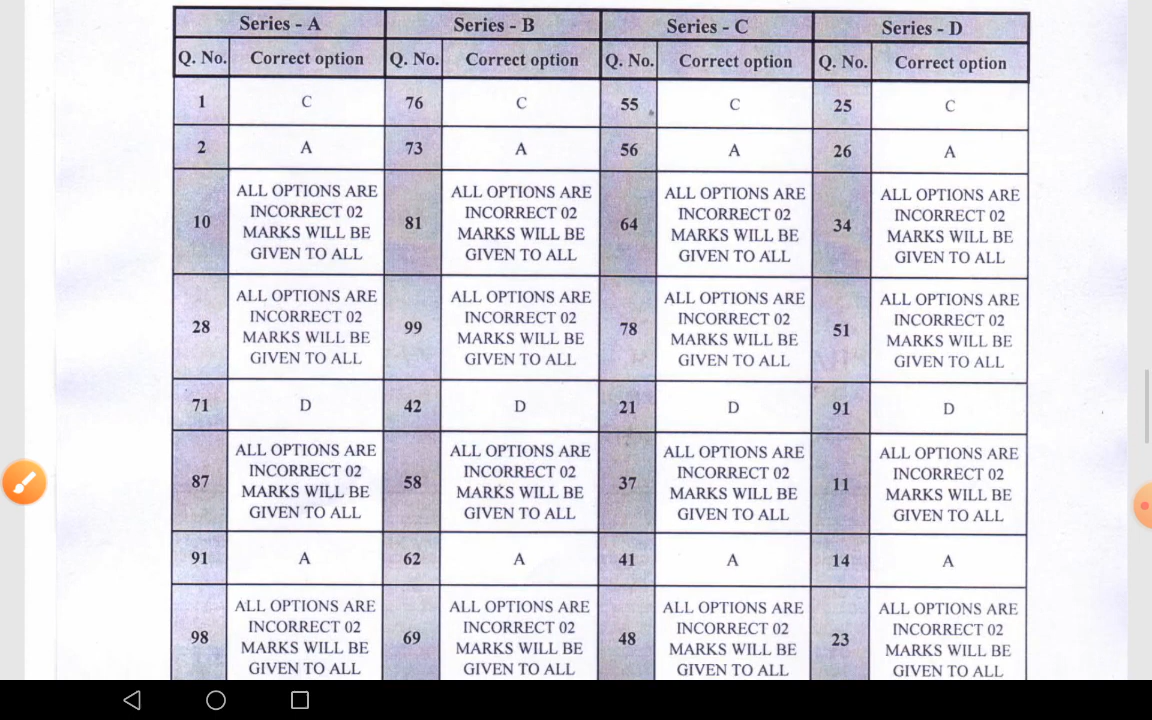 Series - A Series - B Series - C Series - D
Q. No. Correct option Q. No. Correct option Q. No. Correct option Q. No. Correct option
1 C 76 C 55 C 25 C
2 A 73 A 56 A 26 A
10 ALL OPTIONS ARE INCORRECT 02 MARKS WILL BE GIVEN TO ALL 81 ALL OPTIONS ARE INCORRECT 02 MARKS WILL BE GIVEN TO ALL 64 ALL OPTIONS ARE INCORRECT 02 MARKS WILL BE GIVEN TO ALL 34 ALL OPTIONS ARE INCORRECT 02 MARKS WILL BE GIVEN TO ALL
28 ALL OPTIONS ARE INCORRECT 02 MARKS WILL BE GIVEN TO ALL 99 ALL OPTIONS ARE INCORRECT 02 MARKS WILL BE GIVEN TO ALL 78 ALL OPTIONS ARE INCORRECT 02 MARKS WILL BE GIVEN TO ALL 51 ALL OPTIONS ARE INCORRECT 02 MARKS WILL BE GIVEN TO ALL
71 D 42 D 21 D 91 D
87 ALL OPTIONS ARE INCORRECT 02 MARKS WILL BE GIVEN TO ALL 58 ALL OPTIONS ARE INCORRECT 02 MARKS WILL BE GIVEN TO ALL 37 ALL OPTIONS ARE INCORRECT 02 MARKS WILL BE GIVEN TO ALL 11 ALL OPTIONS ARE INCORRECT 02 MARKS WILL BE GIVEN TO ALL
91 A 62 A 41 A 14 A
98 ALL OPTIONS ARE INCORRECT 02 MARKS WILL BE GIVEN TO ALL 69 ALL OPTIONS ARE INCORRECT 02 MARKS WILL BE GIVEN TO ALL 48 ALL OPTIONS ARE INCORRECT 02 MARKS WILL BE GIVEN TO ALL 23 ALL OPTIONS ARE INCORRECT 02 MARKS WILL BE GIVEN TO ALL